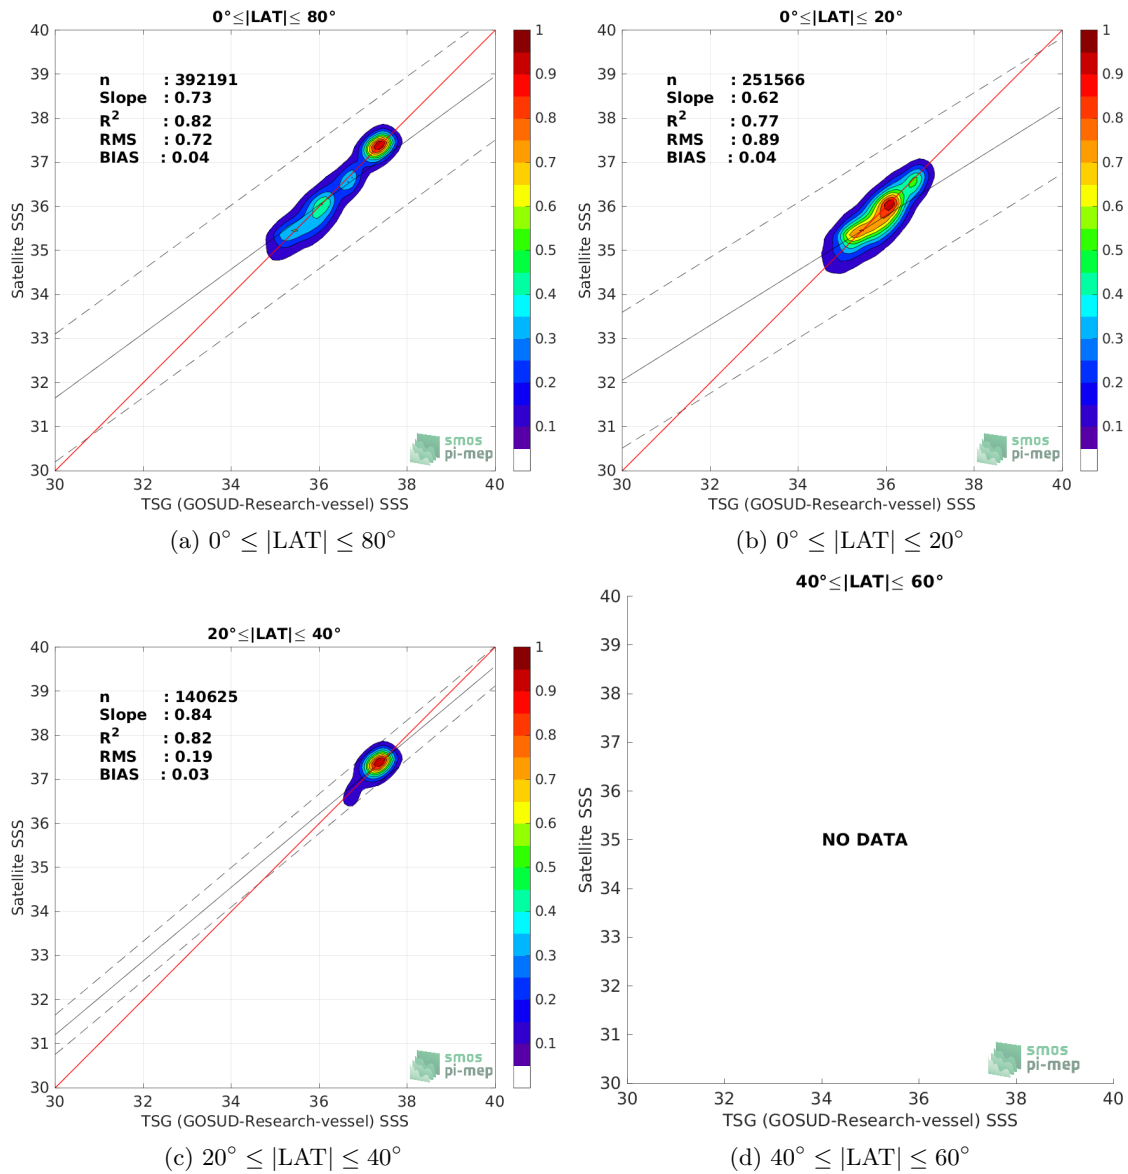 0°≤|LAT|≤ 80°
40
39
38
37
36
35
34
33
32
31
30
Satellite SSS
n : 392191
Slope : 0.73
R² : 0.82
RMS : 0.72
BIAS : 0.04
smos
pi-mep
30 32 34 36 38 40
TSG (GOSUD-Research-vessel) SSS
1
0.9
0.8
0.7
0.6
0.5
0.4
0.3
0.2
0.1
(a) 0° ≤ |LAT| ≤ 80°
0°≤|LAT|≤ 20°
40
39
38
37
36
35
34
33
32
31
30
Satellite SSS
n : 251566
Slope : 0.62
R² : 0.77
RMS : 0.89
BIAS : 0.04
smos
pi-mep
30 32 34 36 38 40
TSG (GOSUD-Research-vessel) SSS
1
0.9
0.8
0.7
0.6
0.5
0.4
0.3
0.2
0.1
(b) 0° ≤ |LAT| ≤ 20°
20°≤|LAT|≤ 40°
40
39
38
37
36
35
34
33
32
31
30
Satellite SSS
n : 140625
Slope : 0.84
R² : 0.82
RMS : 0.19
BIAS : 0.03
smos
pi-mep
30 32 34 36 38 40
TSG (GOSUD-Research-vessel) SSS
1
0.9
0.8
0.7
0.6
0.5
0.4
0.3
0.2
0.1
(c) 20° ≤ |LAT| ≤ 40°
40°≤|LAT|≤ 60°
40
39
38
37
36
35
34
33
32
31
30
Satellite SSS
NO DATA
smos
pi-mep
30 32 34 36 38 40
TSG (GOSUD-Research-vessel) SSS
(d) 40° ≤ |LAT| ≤ 60°